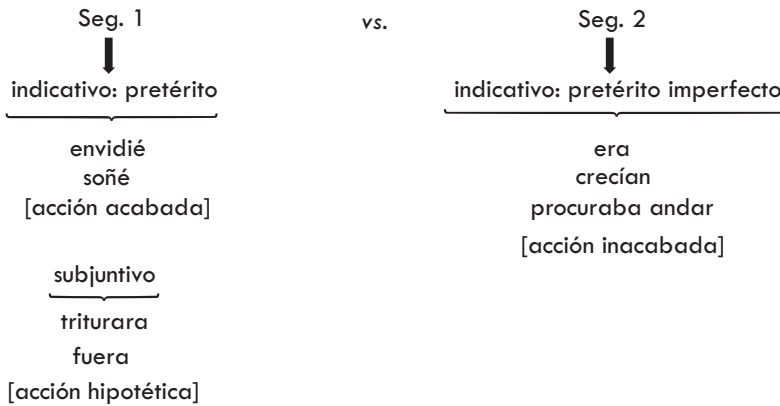 Seg. 1 vs. Seg. 2
indicativo: pretérito
envidié
soñé
[acción acabada]
subjuntivo
triturara
fuera
[acción hipotética]
indicativo: pretérito imperfecto
era
crecían
procuraba andar
[acción inacabada]